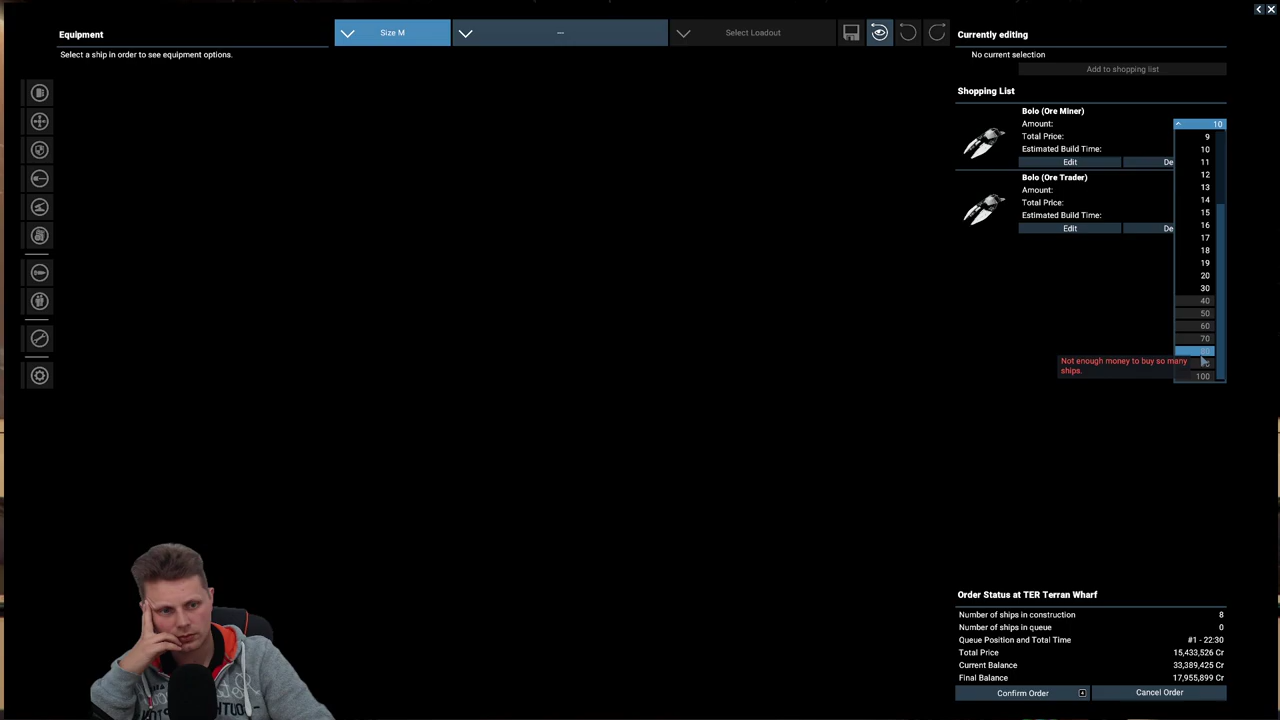 Equipment
Select a ship in order to see equipment options.
Size M
--
Select Loadout
Currently editing
No current selection
Add to shopping list
Shopping List
Bolo (Ore Miner)
Amount:
10
Total Price:
Estimated Build Time:
Edit
De
Bolo (Ore Trader)
Amount:
Total Price:
Estimated Build Time:
Edit
De
9
10
11
12
13
14
15
16
17
18
19
20
30
40
50
60
70
100
Not enough money to buy so many
ships.
Order Status at TER Terran Wharf
Number of ships in construction 8
Number of ships in queue 0
Queue Position and Total Time #1 - 22:30
Total Price 15,433,526 Cr
Current Balance 33,389,425 Cr
Final Balance 17,955,899 Cr
Confirm Order
Cancel Order